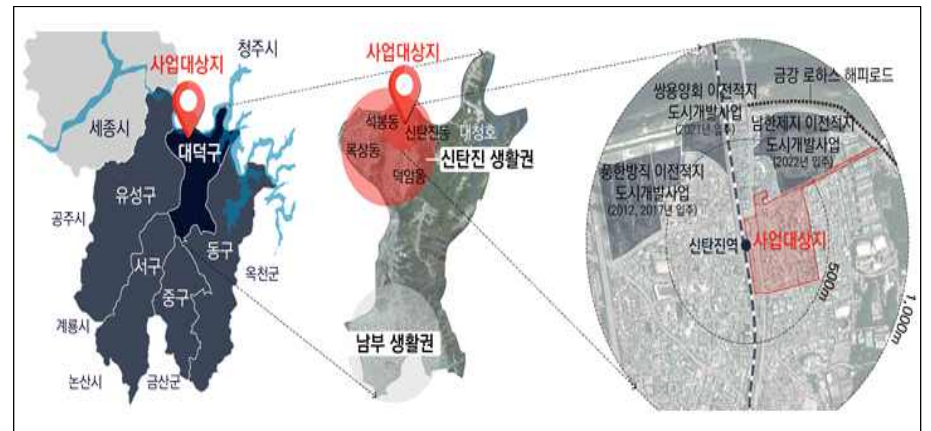 청주시
사업대상지
세종시
대덕구
유성구
공주시
동구
서구
옥천군
중구
계룡시
논산시
금산군
사업대상지
석봉동
신탄진동
대청호
목상동
신탄진 생활권
덕암동
남부 생활권
금강 로하스 해피로드
쌍용양회 이전적지
도시개발사업
(2021년 입주)
남한제지 이전적지
도시개발사업
(2022년 입주)
풍한방직 이전적지
도시개발사업
(2012, 2017년 입주)
신탄진역
사업대상지
500m
1,000m